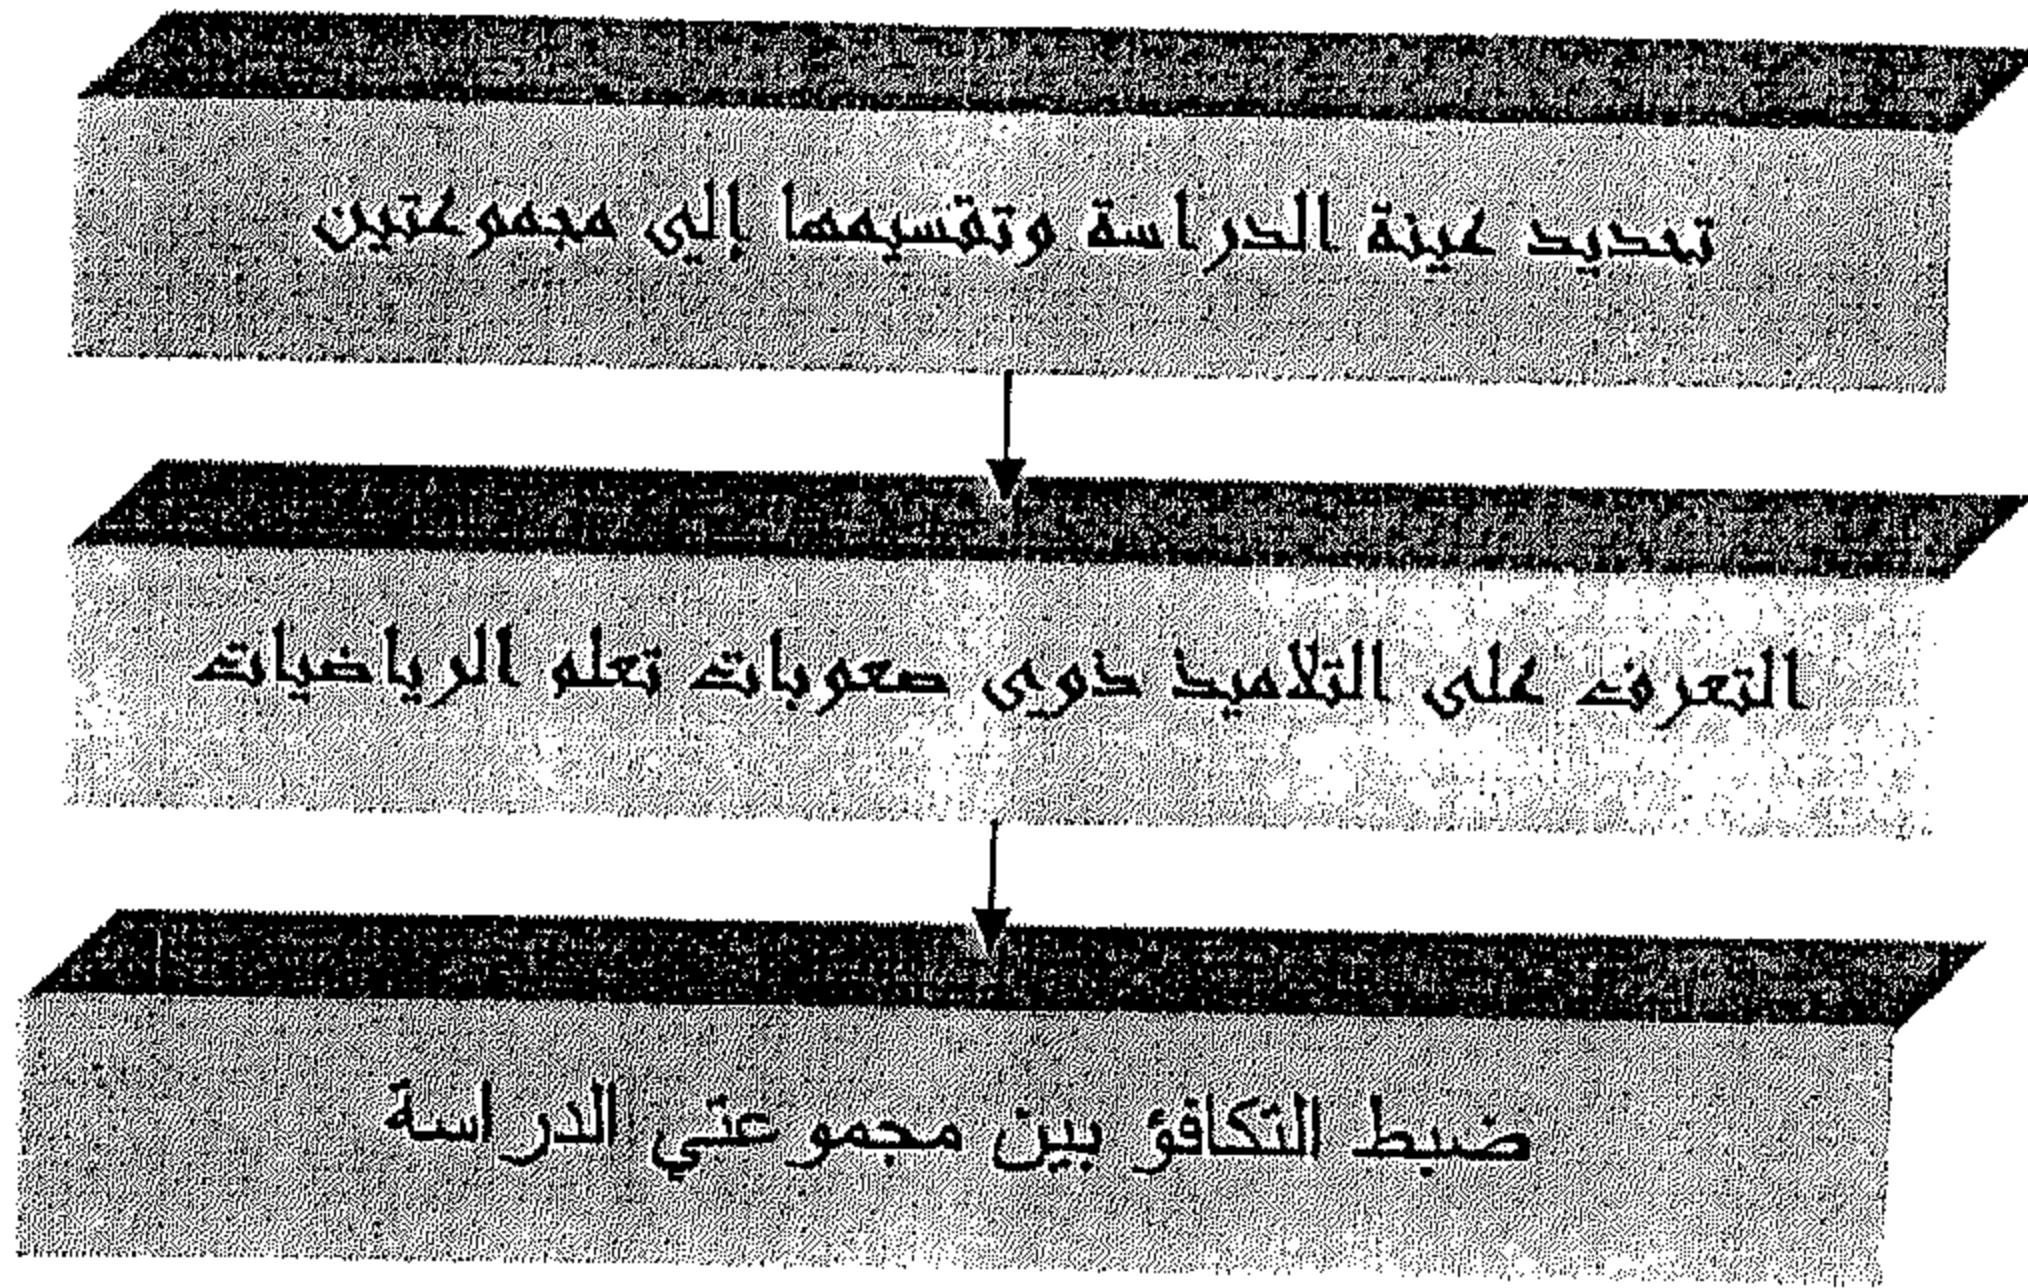 تحديد عينة الدراسة وتقسيمها إلى مجموعتين
التعرف على التلاميذ ذوى صعوبات تعلم الرياضيات
ضبط التكافؤ بين مجموعتي الدراسة